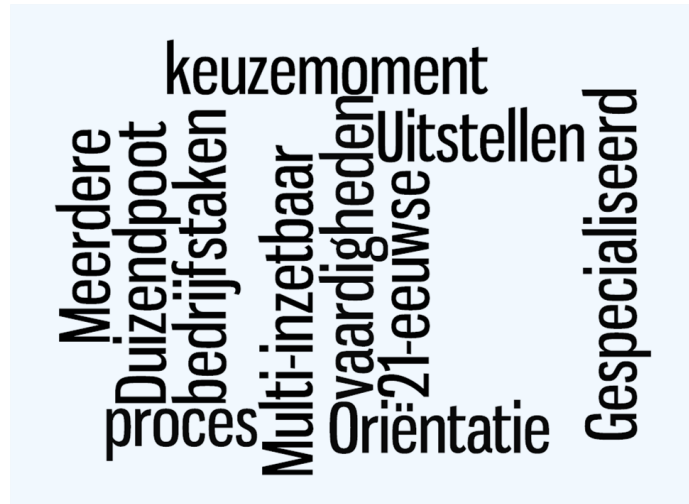 keuzemoment
Uitstellen
Meerdere
Duizendpoot
bedrijfstaken
Multi-inzetbaar
vaardigheden
21-eeuwse
Gespecialiseerd
proces
Oriëntatie